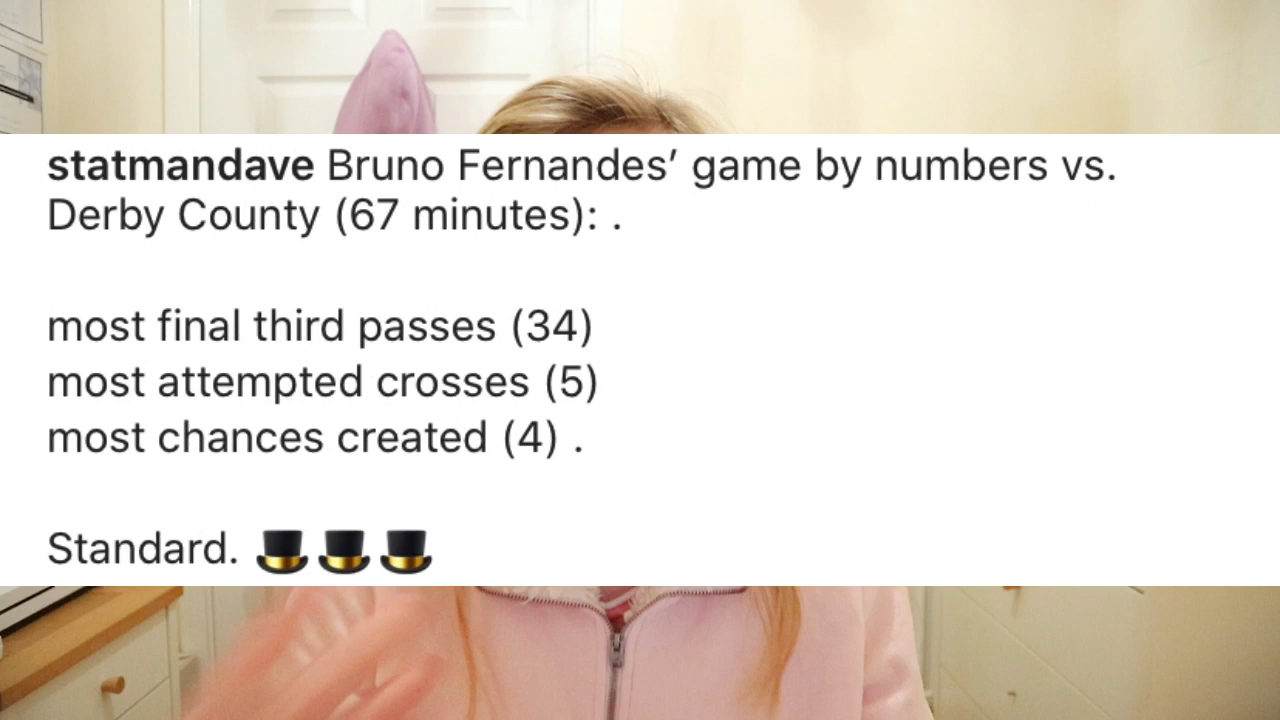 statmandave Bruno Fernandes’ game by numbers vs.
Derby County (67 minutes): .
most final third passes (34)
most attempted crosses (5)
most chances created (4) .
Standard. 🎩🎩🎩